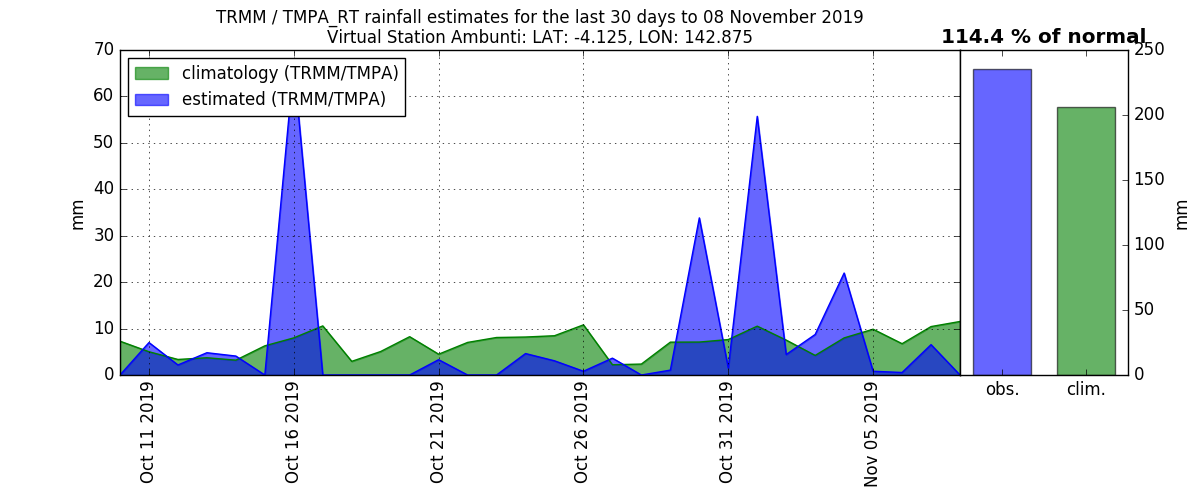 TRMM / TMPA_RT rainfall estimates for the last 30 days to 08 November 2019
Virtual Station Ambunti: LAT: -4.125, LON: 142.875
114.4 % of normal
climatology (TRMM/TMPA)
estimated (TRMM/TMPA)
70
60
50
40
30
20
10
0
mm
250
200
150
100
50
0
mm
Oct 11 2019
Oct 16 2019
Oct 21 2019
Oct 26 2019
Oct 31 2019
Nov 05 2019
obs.
clim.